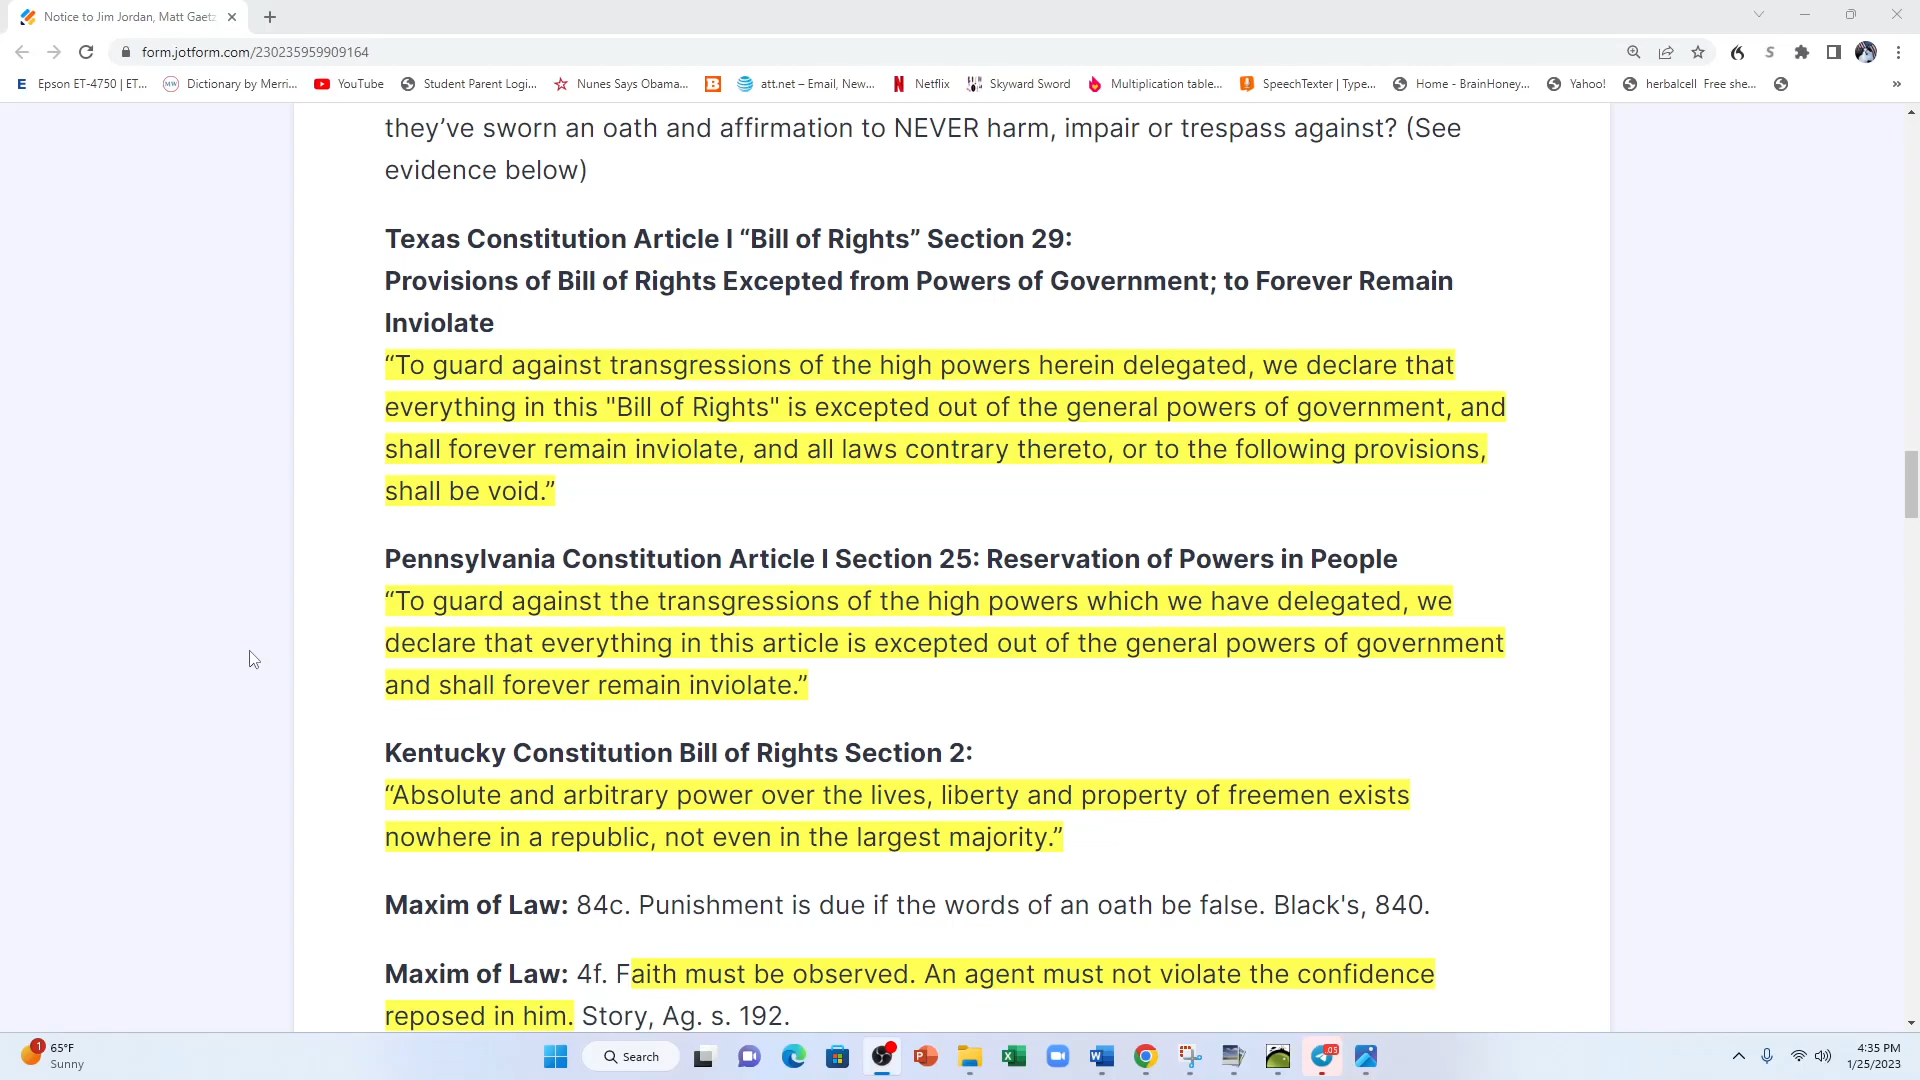 Notice to Jim Jordan, Matt Gaetz
form.jotform.com/230235959909164
Epson ET-4750 | ET...
Dictionary by Merri...
YouTube
Student Parent Logi...
Nunes Says Obama...
att.net – Email, New...
Netflix
Skyward Sword
Multiplication table...
SpeechTexter | Type...
Home - BrainHoney...
Yahoo!
herbalcell Free she...
they’ve sworn an oath and affirmation to NEVER harm, impair or trespass against? (See
evidence below)
Texas Constitution Article I “Bill of Rights” Section 29:
Provisions of Bill of Rights Excepted from Powers of Government; to Forever Remain
Inviolate
“To guard against transgressions of the high powers herein delegated, we declare that
everything in this "Bill of Rights" is excepted out of the general powers of government, and
shall forever remain inviolate, and all laws contrary thereto, or to the following provisions,
shall be void.”
Pennsylvania Constitution Article I Section 25: Reservation of Powers in People
“To guard against the transgressions of the high powers which we have delegated, we
declare that everything in this article is excepted out of the general powers of government
and shall forever remain inviolate.”
Kentucky Constitution Bill of Rights Section 2:
“Absolute and arbitrary power over the lives, liberty and property of freemen exists
nowhere in a republic, not even in the largest majority.”
Maxim of Law: 84c. Punishment is due if the words of an oath be false. Black's, 840.
Maxim of Law: 4f. Faith must be observed. An agent must not violate the confidence
reposed in him. Story, Ag. s. 192.
1
65°F
Sunny
Search
4:35 PM
1/25/2023